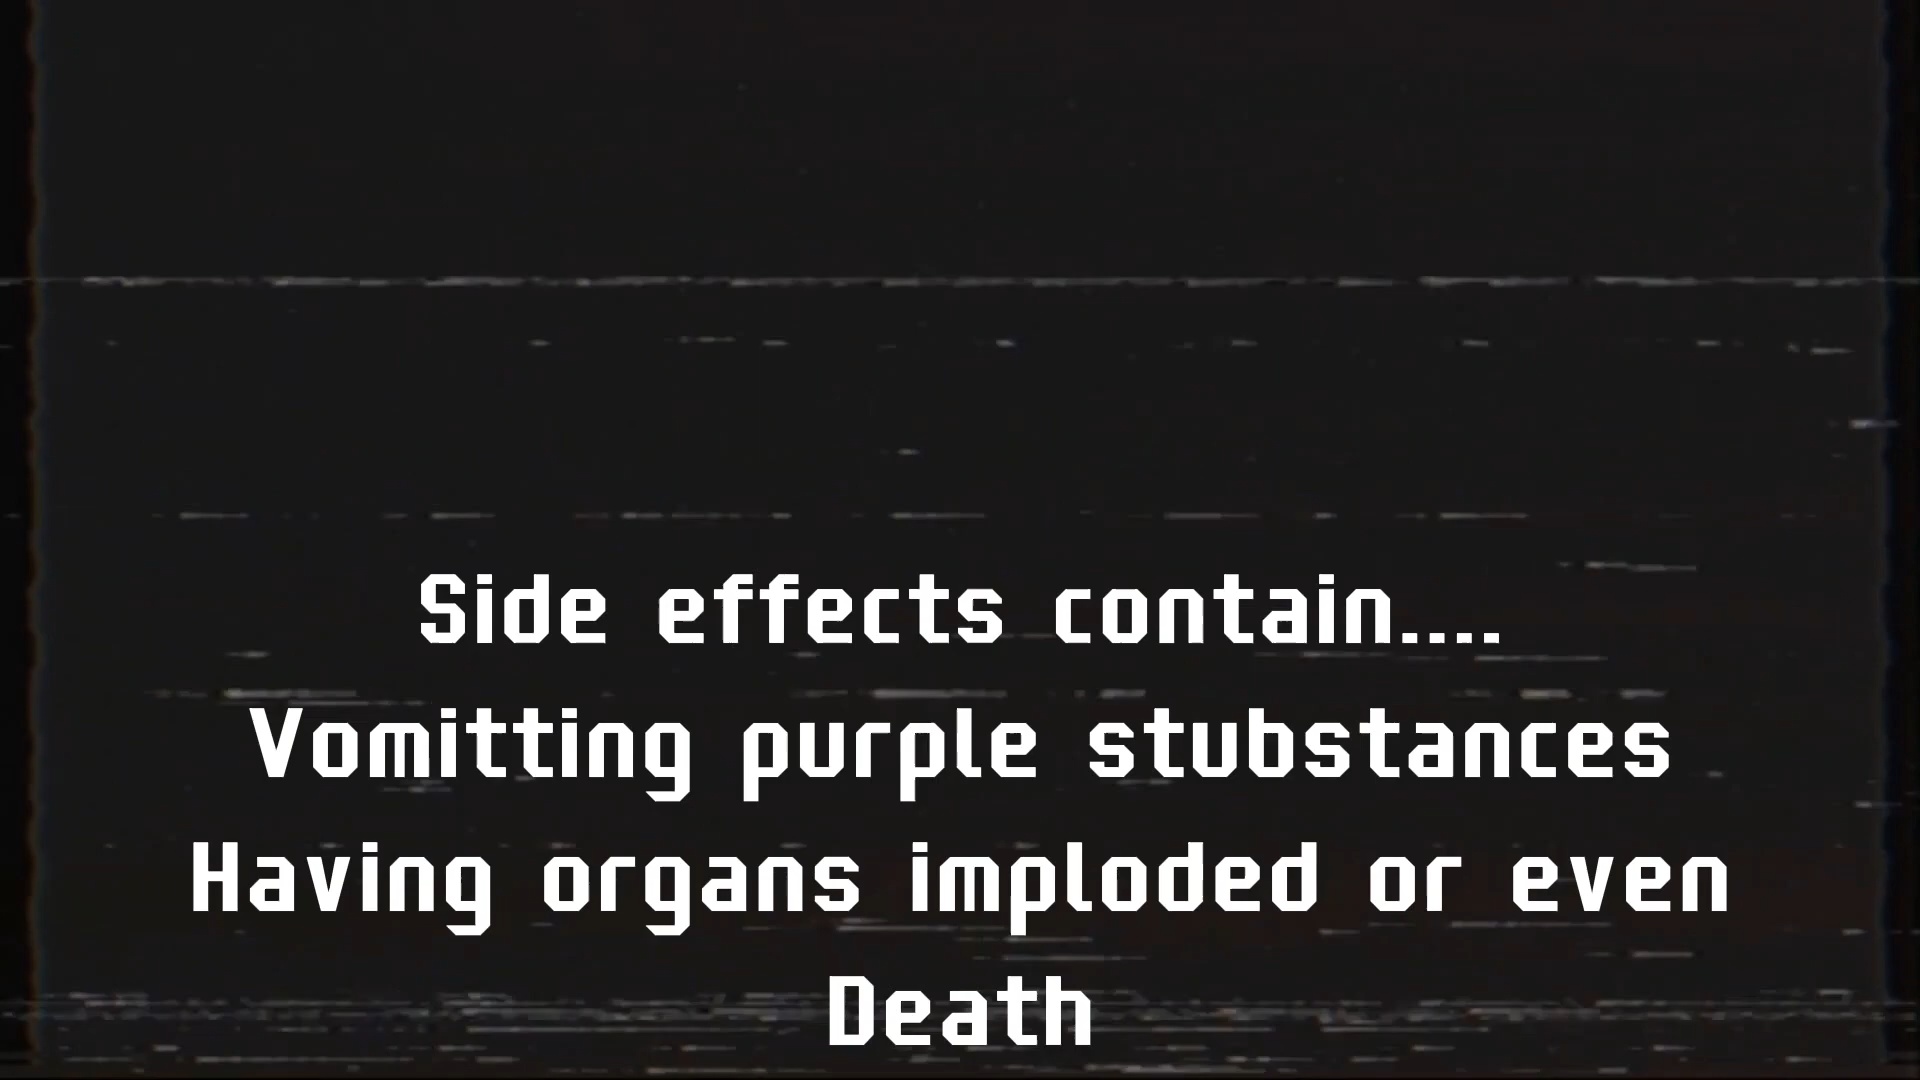 Side effects contain....
Vomitting purple stubstances
Having organs imploded or even
Death